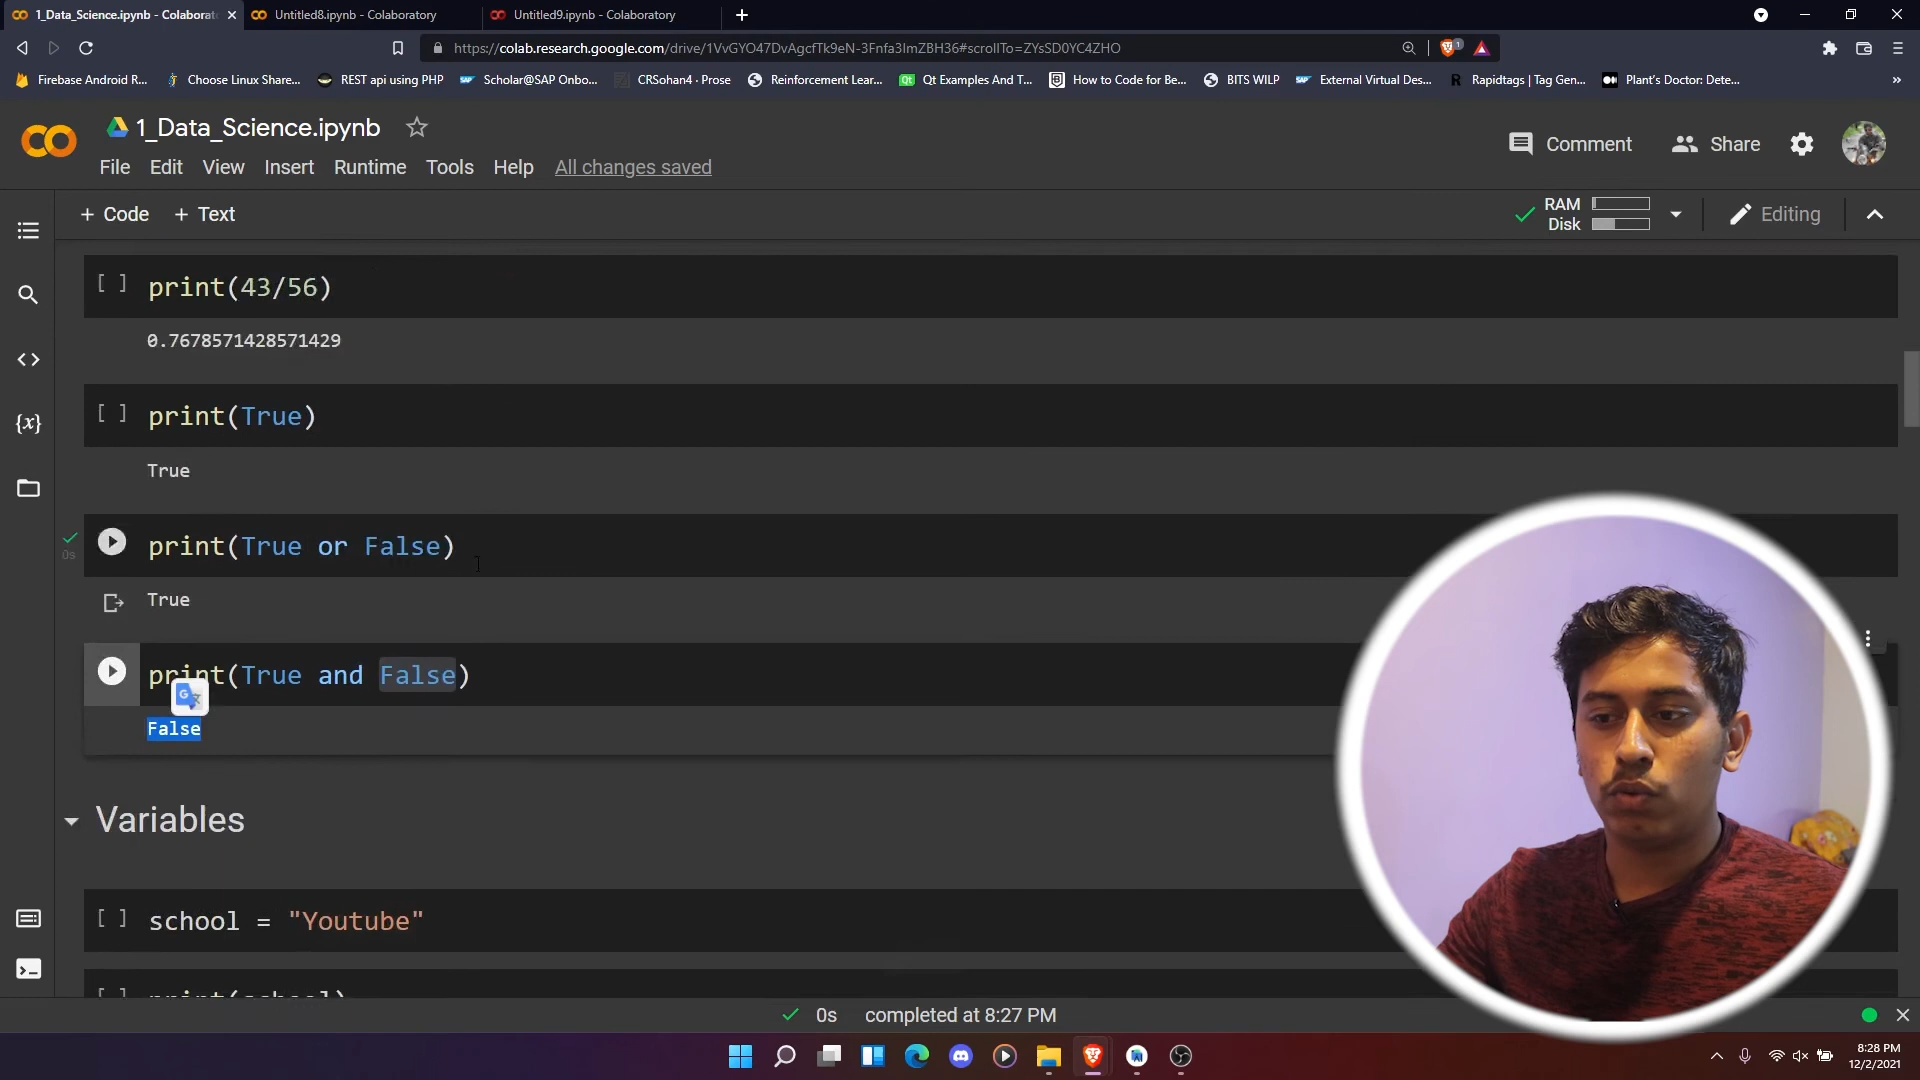 1_Data_Science.ipynb - Colaborat
Untitled8.ipynb - Colaboratory
Untitled9.ipynb - Colaboratory
https://colab.research.google.com/drive/1VvGYO47DvAgcfTk9eN-3Fnfa3ImZBH36#scrollTo=ZYsSD0YC4ZHO
1
Firebase Android R...
Choose Linux Share...
REST api using PHP
Scholar@SAP Onbo...
CRSohan4 · Prose
Reinforcement Lear...
Qt Examples And T...
How to Code for Be...
BITS WILP
External Virtual Des...
Rapidtags | Tag Gen...
Plant's Doctor: Dete...
»
1_Data_Science.ipynb
File Edit View Insert Runtime Tools Help All changes saved
Comment Share
+ Code + Text
RAM
Disk
Editing
[ ] print(43/56)
0.7678571428571429
[ ] print(True)
True
print(True or False)
0s
True
print(True and False)
False
Variables
[ ] school = "Youtube"
[ ] print(school)
0s completed at 8:27 PM
8:28 PM
12/2/2021